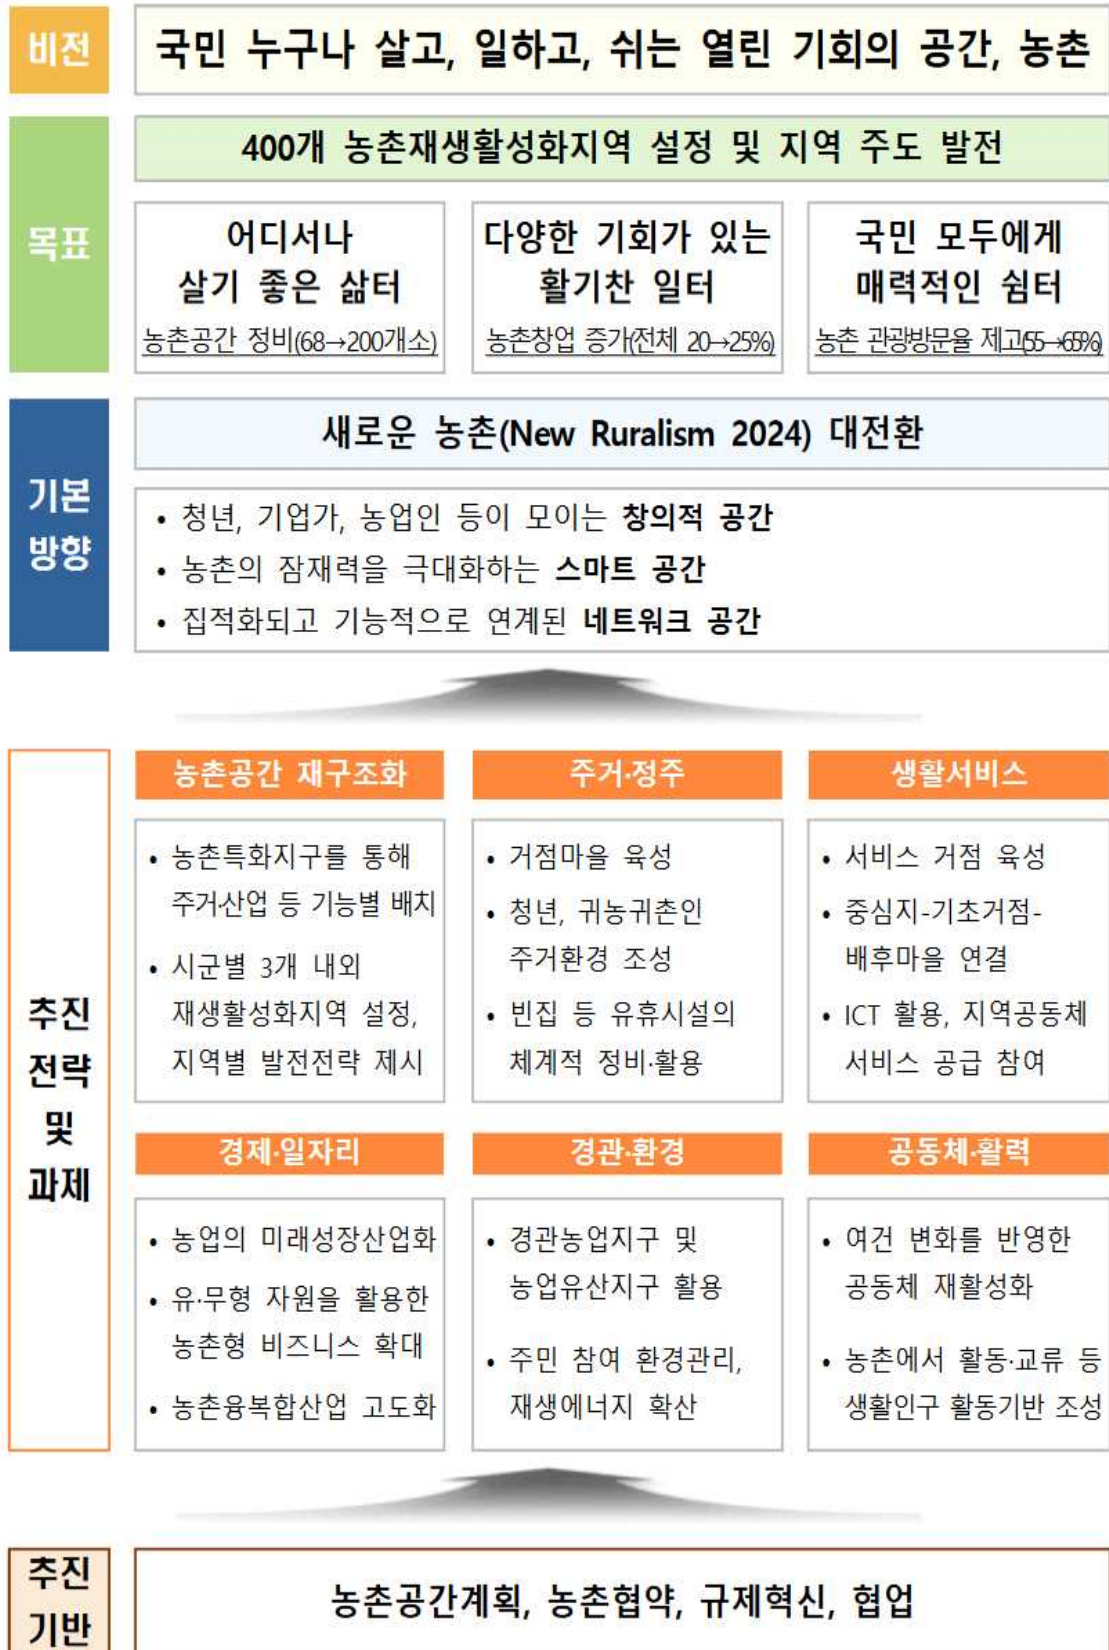 비전
국민 누구나 살고, 일하고, 쉬는 열린 기회의 공간, 농촌
목표
400개 농촌재생활성화지역 설정 및 지역 주도 발전
어디서나
살기 좋은 삶터
농촌공간 정비(68→200개소)
다양한 기회가 있는
활기찬 일터
농촌창업 증가(전체 20→25%)
국민 모두에게
매력적인 쉼터
농촌 관광방문율 제고(55→65%)
기본
방향
새로운 농촌(New Ruralism 2024) 대전환
• 청년, 기업가, 농업인 등이 모이는 창의적 공간
• 농촌의 잠재력을 극대화하는 스마트 공간
• 집적화되고 기능적으로 연계된 네트워크 공간
추진
전략
및
과제
농촌공간 재구조화
• 농촌특화지구를 통해
주거·산업 등 기능별 배치
• 시군별 3개 내외
재생활성화지역 설정,
지역별 발전전략 제시
주거·정주
• 거점마을 육성
• 청년, 귀농귀촌인
주거환경 조성
• 빈집 등 유휴시설의
체계적 정비·활용
생활서비스
• 서비스 거점 육성
• 중심지-기초거점-
배후마을 연결
• ICT 활용, 지역공동체
서비스 공급 참여
경제·일자리
• 농업의 미래성장산업화
• 유·무형 자원을 활용한
농촌형 비즈니스 확대
• 농촌융복합산업 고도화
경관·환경
• 경관농업지구 및
농업유산지구 활용
• 주민 참여 환경관리,
재생에너지 확산
공동체·활력
• 여건 변화를 반영한
공동체 재활성화
• 농촌에서 활동·교류 등
생활인구 활동기반 조성
추진
기반
농촌공간계획, 농촌협약, 규제혁신, 협업